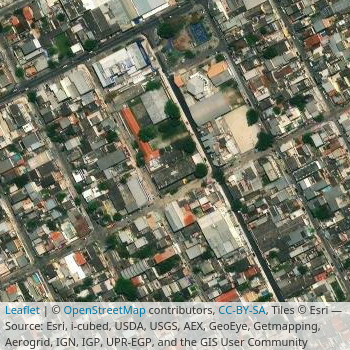 Leaflet | © OpenStreetMap contributors, CC-BY-SA, Tiles © Esri —
Source: Esri, i-cubed, USDA, USGS, AEX, GeoEye, Getmapping,
Aerogrid, IGN, IGP, UPR-EGP, and the GIS User Community